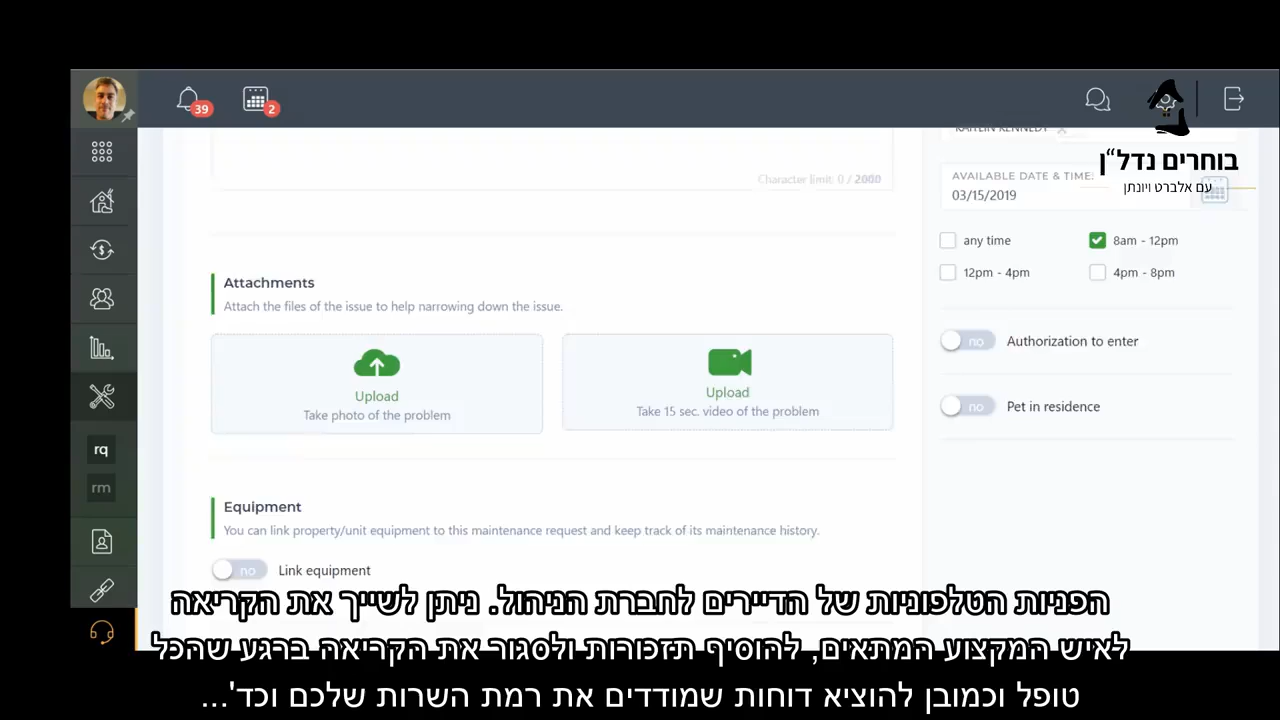 39
2
KAITLIN KENNEDY x
בוחרים נדל"ן
עם אלברט ויונתן
AVAILABLE DATE & TIME:
03/15/2019
Character limit: 0 / 2000
any time
8am - 12pm
12pm - 4pm
4pm - 8pm
Attachments
Attach the files of the issue to help narrowing down the issue.
Upload
Take photo of the problem
Upload
Take 15 sec. video of the problem
no Authorization to enter
no Pet in residence
rq
rm
Equipment
You can link property/unit equipment to this maintenance request and keep track of its maintenance history.
no Link equipment
הפניות הטלפוניות של הדיירים לחברת הניהול. ניתן לשייך את הקריאה
לאיש המקצוע המתאים, להוסיף תזכורות ולסגור את הקריאה ברגע שהכל
טופל וכמובן להוציא דוחות שמודדים את רמת השרות שלכם וכד'...